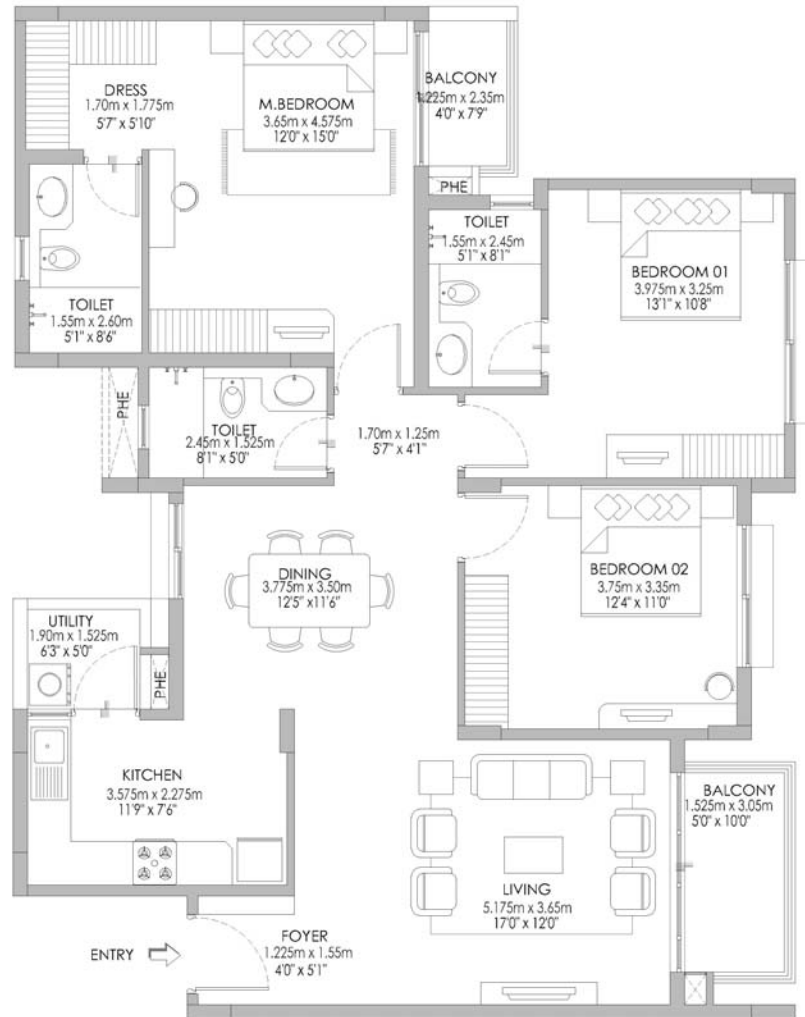 DRESS
1.70m x 1.775m
5'7" x 5'10"
M.BEDROOM
3.65m x 4.575m
12'0" x 15'0"
BALCONY
1.225m x 2.35m
4'0" x 7'9"
PHE
TOILET
1.55m x 2.45m
5'1" x 8'1"
BEDROOM 01
3.975m x 3.25m
13'1" x 10'8"
TOILET
1.55m x 2.60m
5'1" x 8'6"
PHE
TOILET
2.45m x 1.525m
8'1" x 5'0"
1.70m x 1.25m
5'7" x 4'1"
DINING
3.775m x 3.50m
12'5" x11'6"
BEDROOM 02
3.75m x 3.35m
12'4" x 11'0"
UTILITY
1.90m x 1.525m
6'3" x 5'0"
PHE
KITCHEN
3.575m x 2.275m
11'9" x 7'6"
BALCONY
1.525m x 3.05m
5'0" x 10'0"
LIVING
5.175m x 3.65m
17'0" x 12'0"
ENTRY
FOYER
1.225m x 1.55m
4'0" x 5'1"